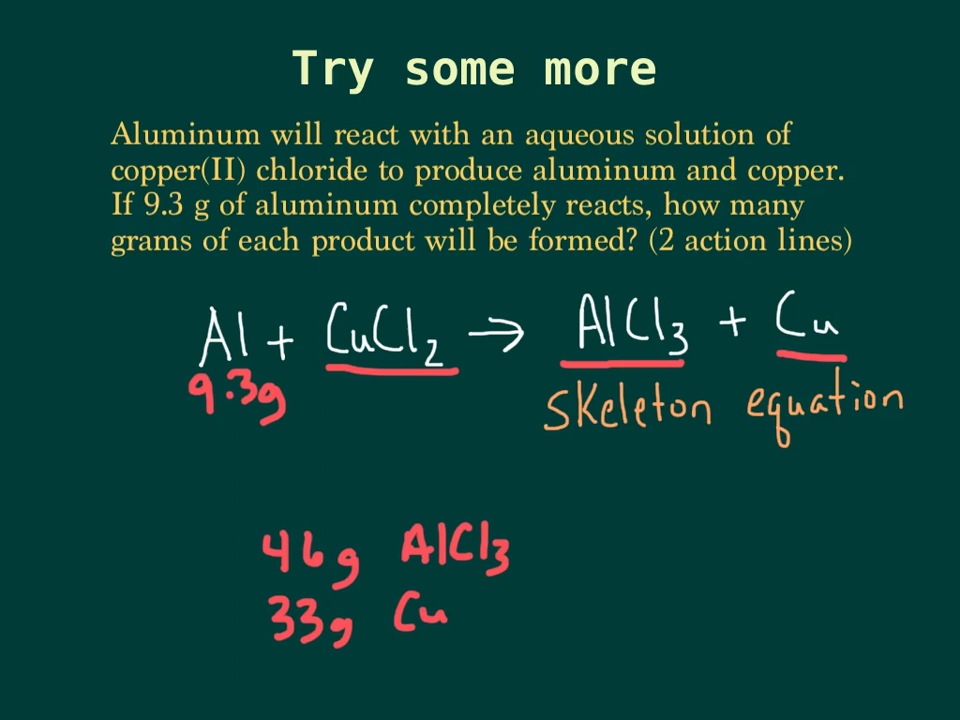 Try some more
Aluminum will react with an aqueous solution of
copper(II) chloride to produce aluminum and copper.
If 9.3 g of aluminum completely reacts, how many
grams of each product will be formed? (2 action lines)
Al + CuCl₂ → AlCl₃ + Cu
9.3g
skeleton equation
46g AlCl₃
33g Cu